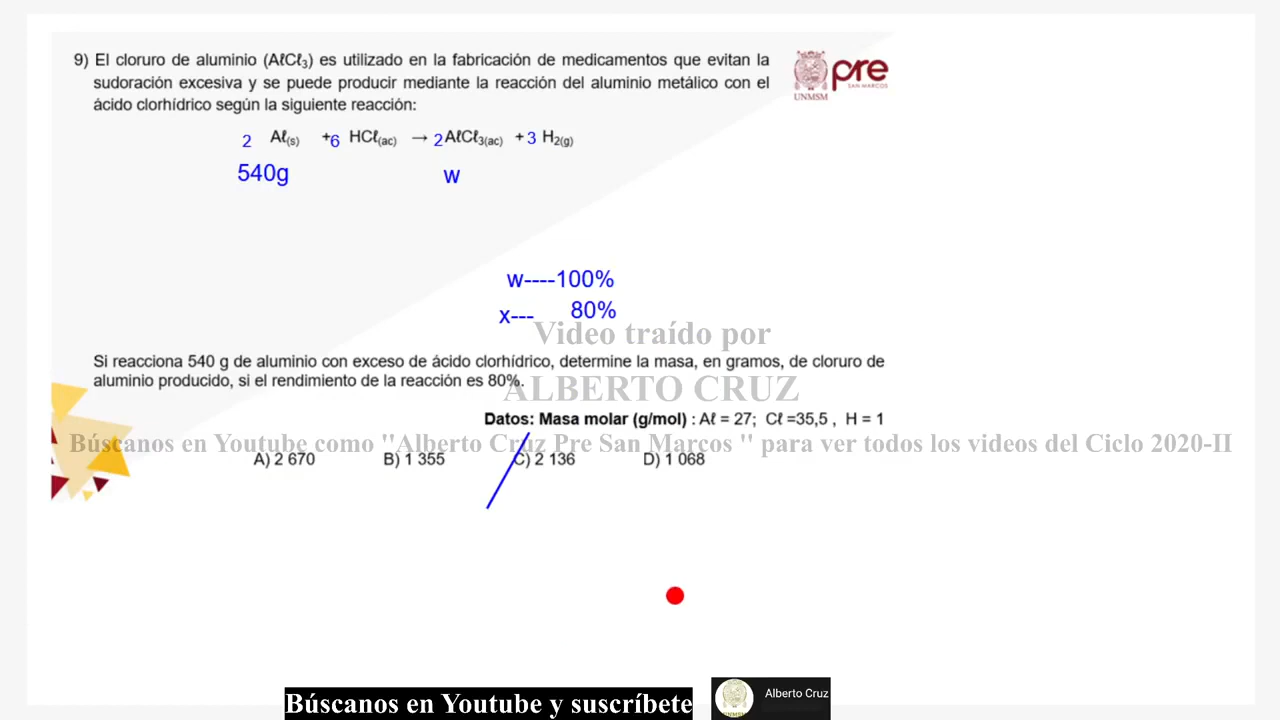 9) El cloruro de aluminio (AℓCℓ₃) es utilizado en la fabricación de medicamentos que evitan la
sudoración excesiva y se puede producir mediante la reacción del aluminio metálico con el
ácido clorhídrico según la siguiente reacción:
pre
SAN MARCOS
UNMSM
2 Aℓ(s) +6 HCℓ(ac) → 2AℓCℓ3(ac) + 3 H2(g)
540g w
w----100%
x--- 80%
Video traído por
Si reacciona 540 g de aluminio con exceso de ácido clorhídrico, determine la masa, en gramos, de cloruro de
aluminio producido, si el rendimiento de la reacción es 80%.
ALBERTO CRUZ
Datos: Masa molar (g/mol) : Aℓ = 27; Cℓ =35,5 , H = 1
Búscanos en Youtube como "Alberto Cruz Pre San Marcos " para ver todos los videos del Ciclo 2020-II
A) 2 670 B) 1 355 C) 2 136 D) 1 068
Búscanos en Youtube y suscríbete
Alberto Cruz
UNMSM